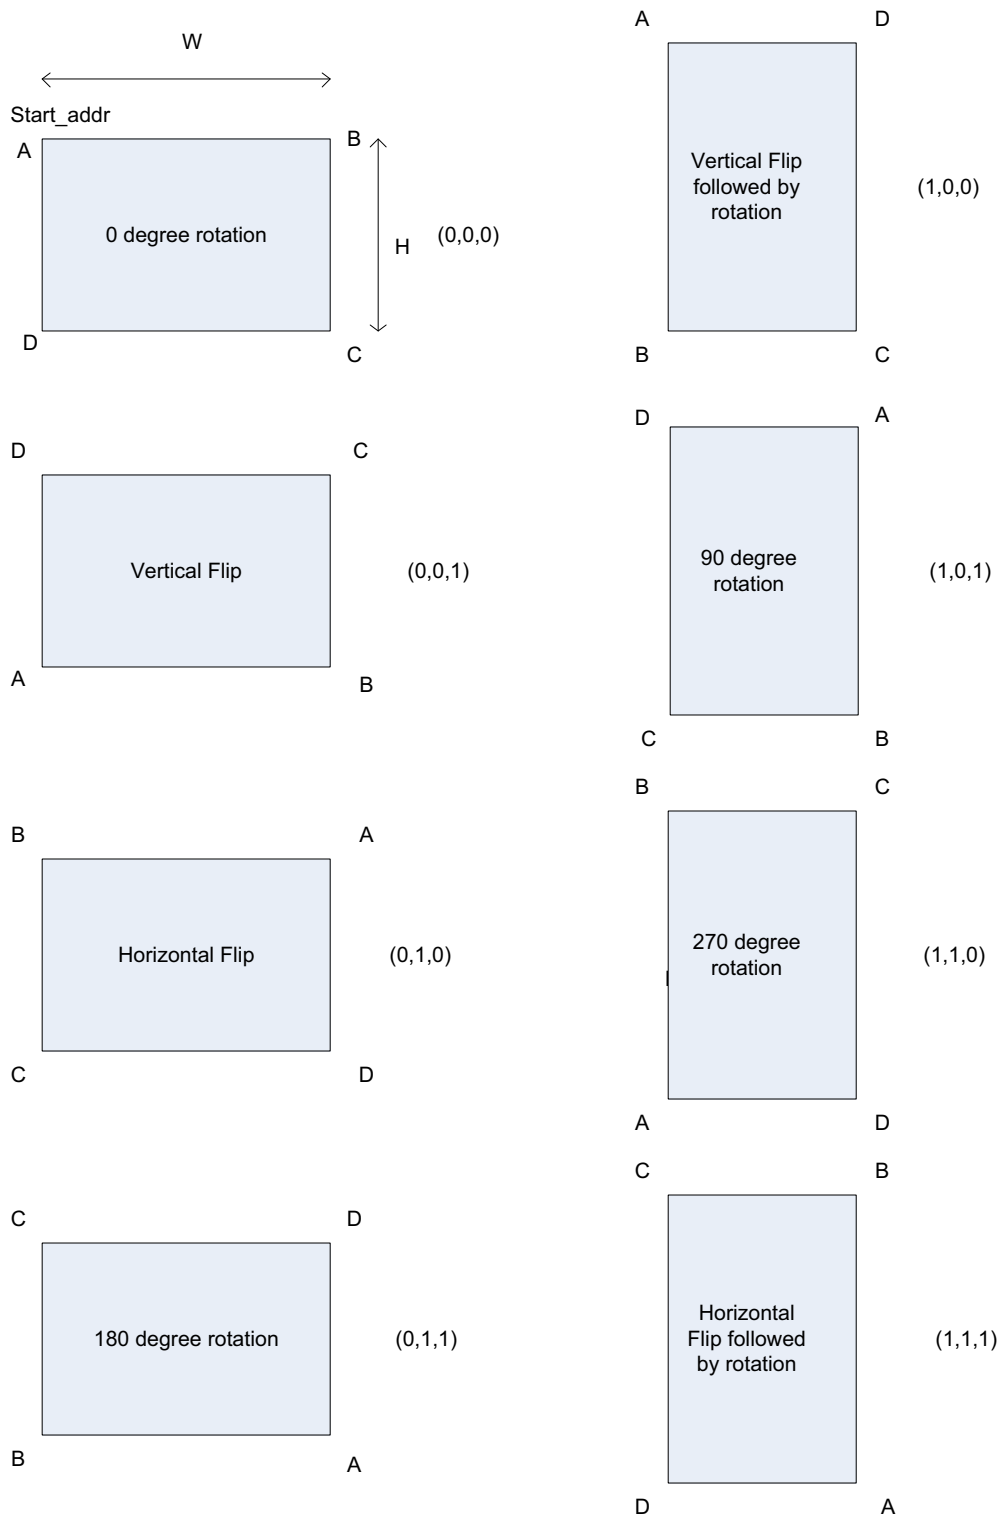 W
Start_addr
A
B
0 degree rotation
H
(0,0,0)
D
C
D
C
Vertical Flip
(0,0,1)
A
B
B
A
Horizontal Flip
(0,1,0)
C
D
C
D
180 degree rotation
(0,1,1)
B
A
A
D
Vertical Flip
followed by
rotation
(1,0,0)
B
C
D
A
90 degree
rotation
(1,0,1)
C
B
B
C
270 degree
rotation
(1,1,0)
A
D
C
B
Horizontal
Flip followed
by rotation
(1,1,1)
D
A